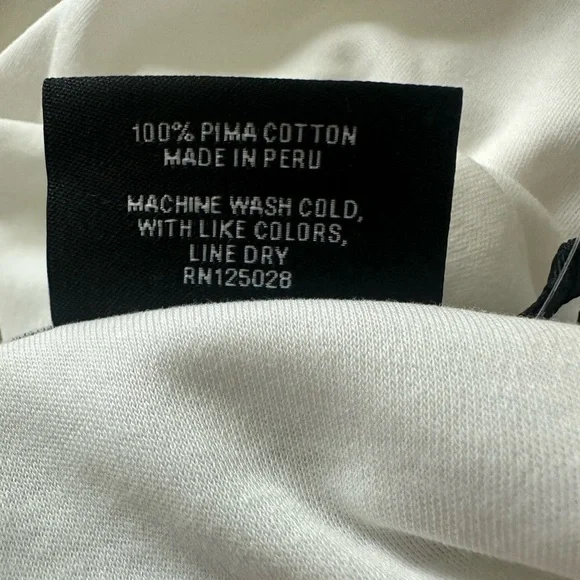 100% PIMA COTTON
MADE IN PERU
MACHINE WASH COLD,
WITH LIKE COLORS,
LINE DRY
RN125028